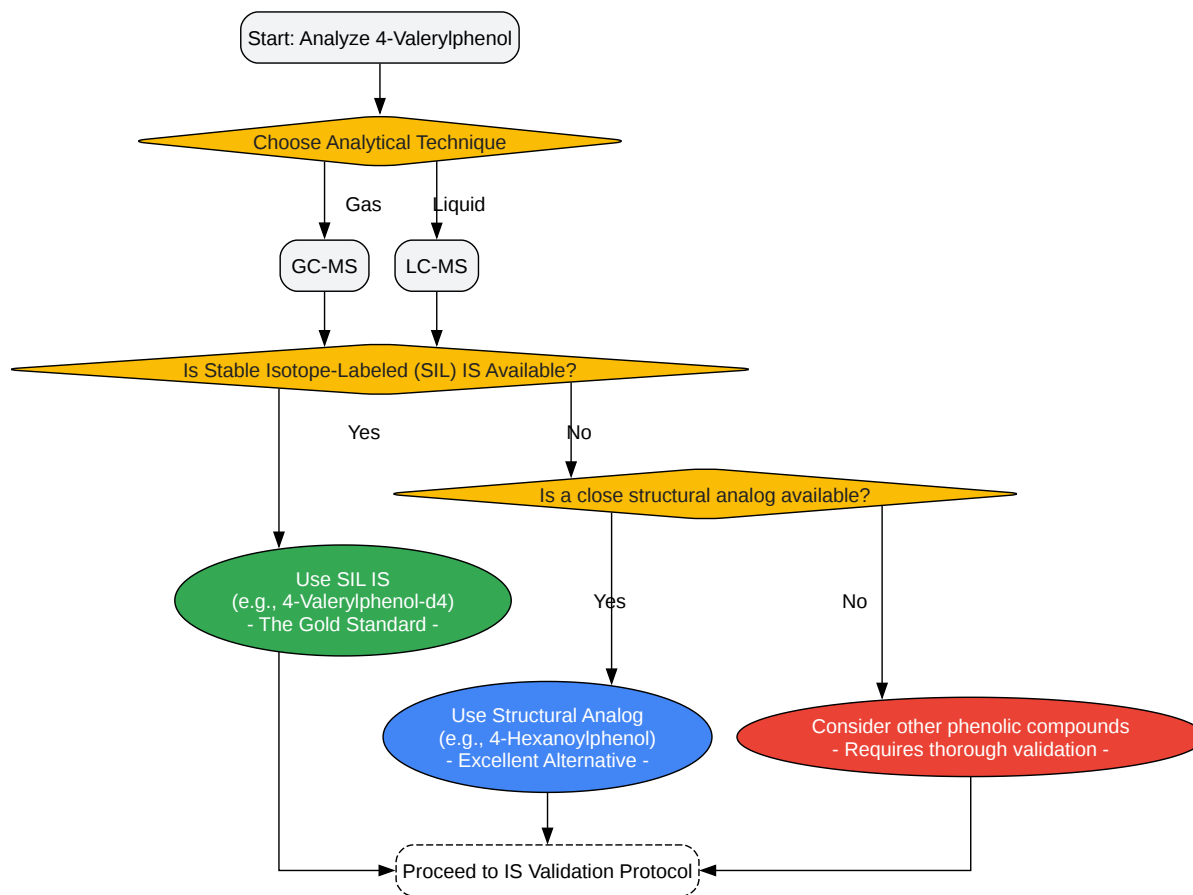 Start: Analyze 4-Valerylphenol
Choose Analytical Technique
Gas
Liquid
GC-MS
LC-MS
Is Stable Isotope-Labeled (SIL) IS Available?
Yes
No
Is a close structural analog available?
Use SIL IS
(e.g., 4-Valerylphenol-d4)
- The Gold Standard -
Yes
No
Use Structural Analog
(e.g., 4-Hexanoylphenol)
- Excellent Alternative -
Consider other phenolic compounds
- Requires thorough validation -
Proceed to IS Validation Protocol